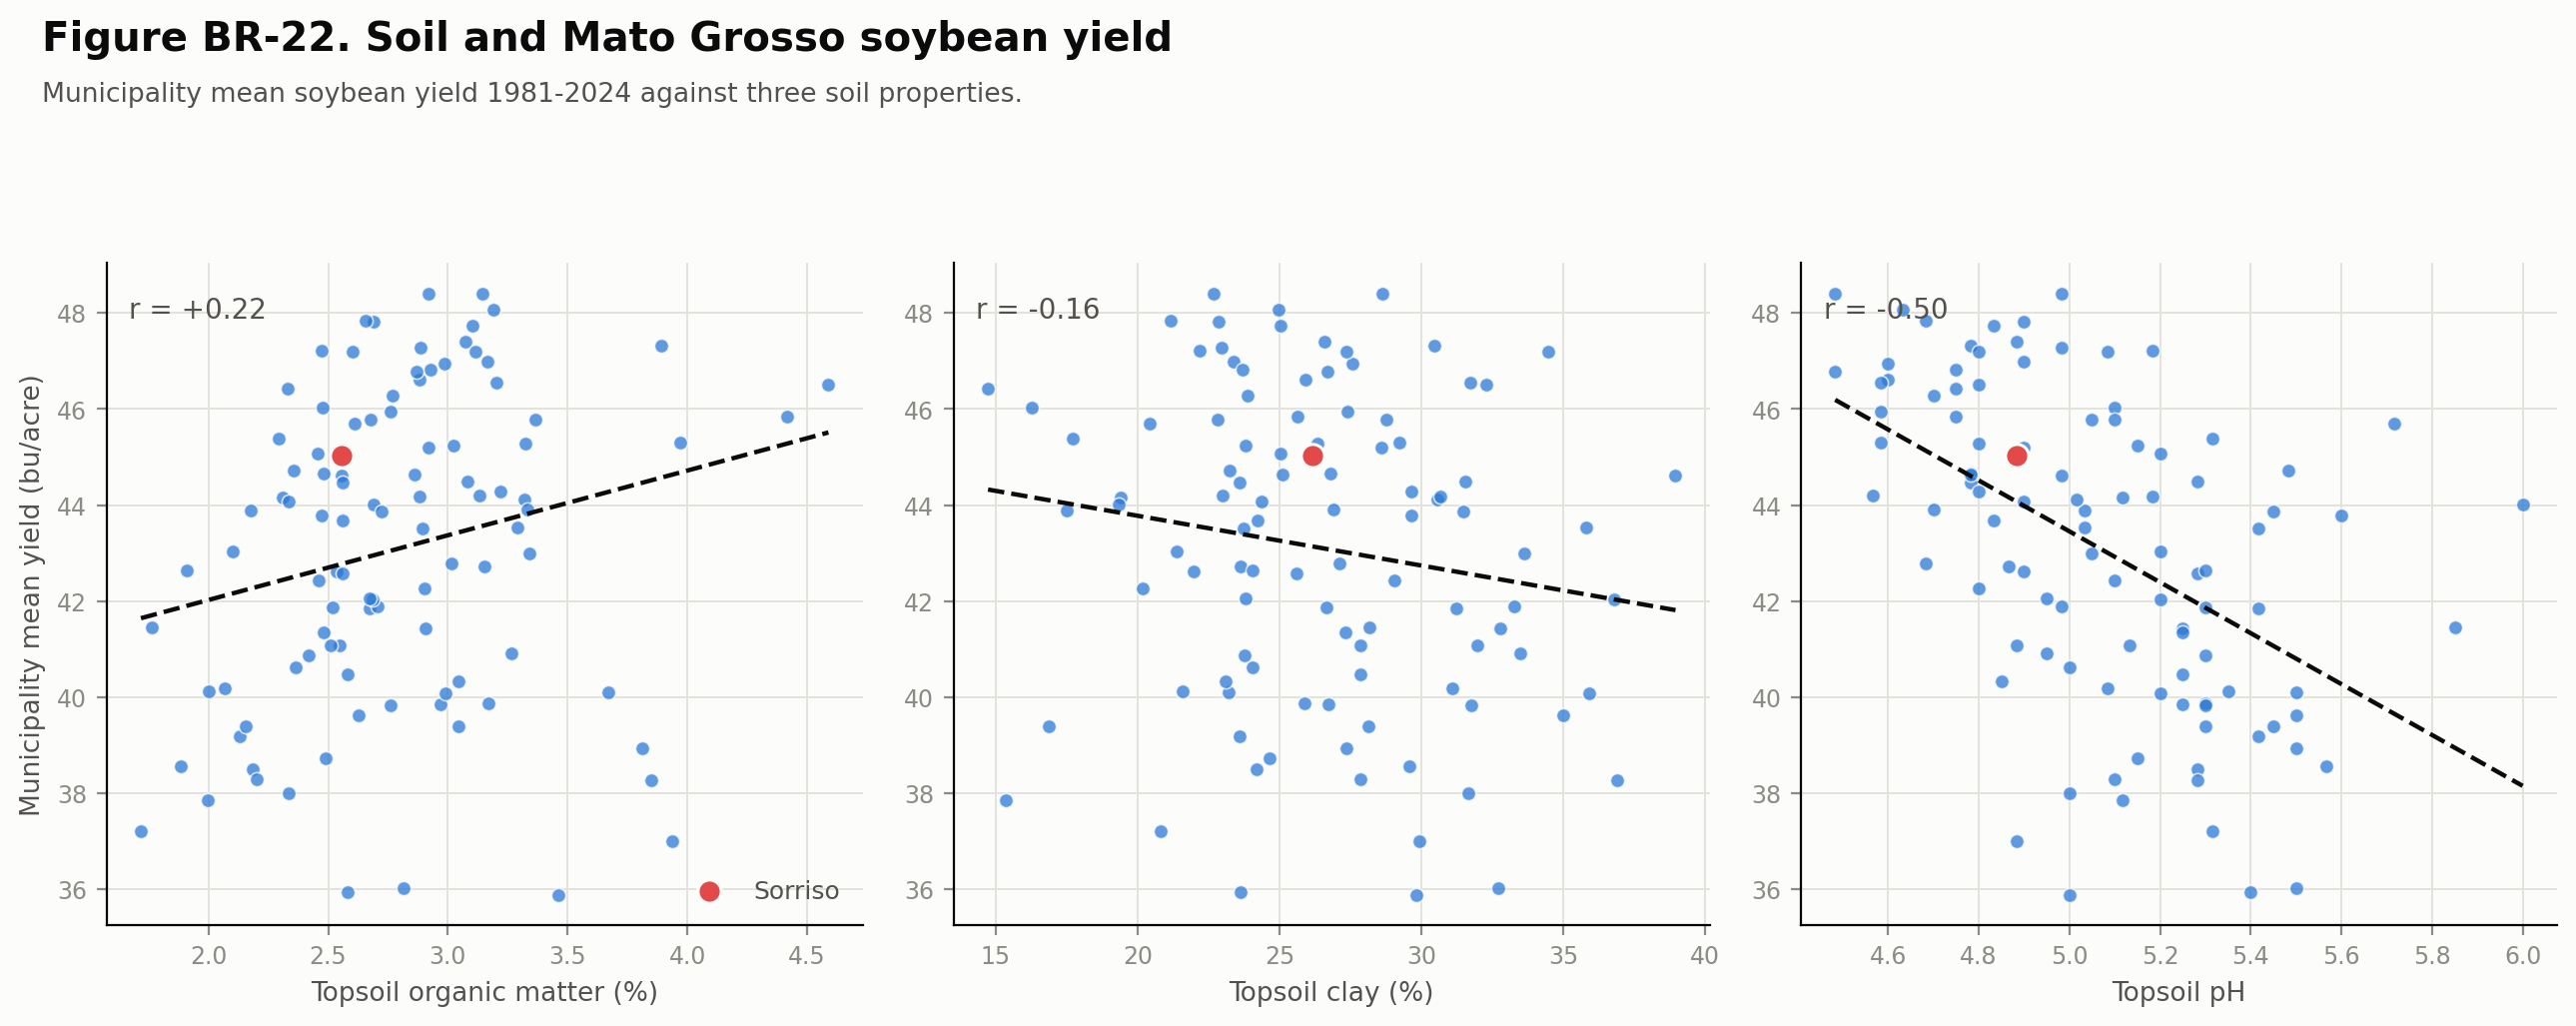 Figure BR-22. Soil and Mato Grosso soybean yield
Municipality mean soybean yield 1981-2024 against three soil properties.
Municipality mean yield (bu/acre)
48
46
44
42
40
38
36
r = +0.22
Sorriso
2.0 2.5 3.0 3.5 4.0 4.5
Topsoil organic matter (%)
48
46
44
42
40
38
36
r = -0.16
15 20 25 30 35 40
Topsoil clay (%)
48
46
44
42
40
38
36
r = -0.50
4.6 4.8 5.0 5.2 5.4 5.6 5.8 6.0
Topsoil pH